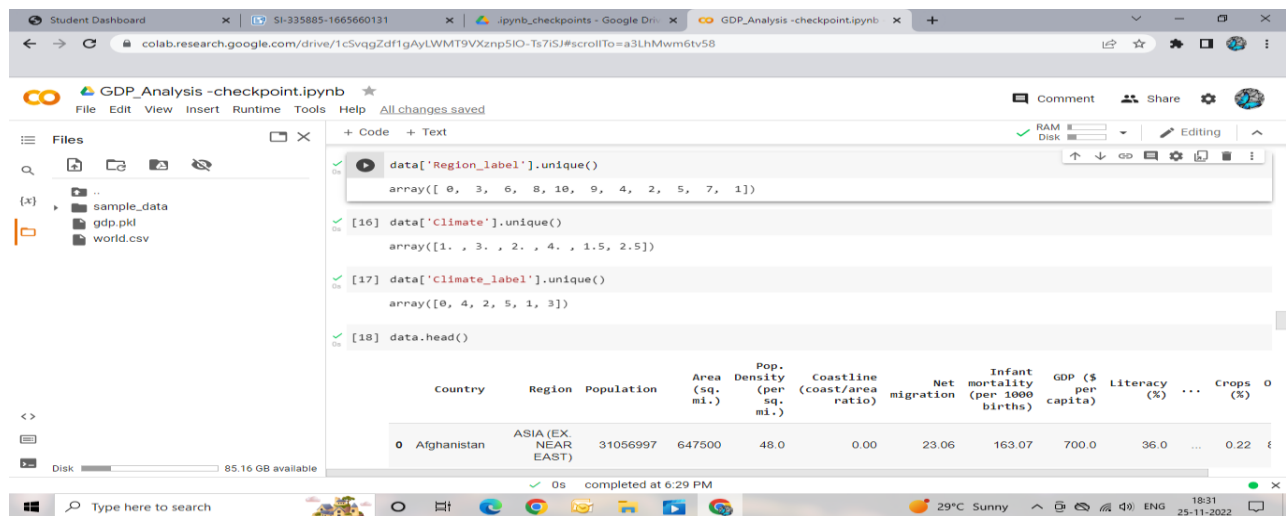 Student Dashboard
SI-335885-1665660131
.ipynb_checkpoints - Google Driv
GDP_Analysis -checkpoint.ipynb
colab.research.google.com/drive/1cSvqgZdf1gAyLWMT9VXznp5IO-Ts7iSJ#scrollTo=a3LhMwm6tv58
GDP_Analysis -checkpoint.ipynb
File Edit View Insert Runtime Tools Help All changes saved
Comment Share
Files
+ Code + Text
RAM
Disk
Editing
{x}
..
sample_data
gdp.pkl
world.csv
0s
data['Region_label'].unique()
array([ 0, 3, 6, 8, 10, 9, 4, 2, 5, 7, 1])
0s
[16] data['Climate'].unique()
array([1. , 3. , 2. , 4. , 1.5, 2.5])
0s
[17] data['Climate_label'].unique()
array([0, 4, 2, 5, 1, 3])
0s
[18] data.head()
Country Region Population Area (sq. mi.) Pop. Density (per sq. mi.) Coastline (coast/area ratio) Net migration Infant mortality (per 1000 births) GDP ($ per capita) Literacy (%) ... Crops (%) O
0 Afghanistan ASIA (EX. NEAR EAST) 31056997 647500 48.0 0.00 23.06 163.07 700.0 36.0 ... 0.22
Disk 85.16 GB available
0s completed at 6:29 PM
Type here to search
29°C Sunny
ENG
18:31
25-11-2022